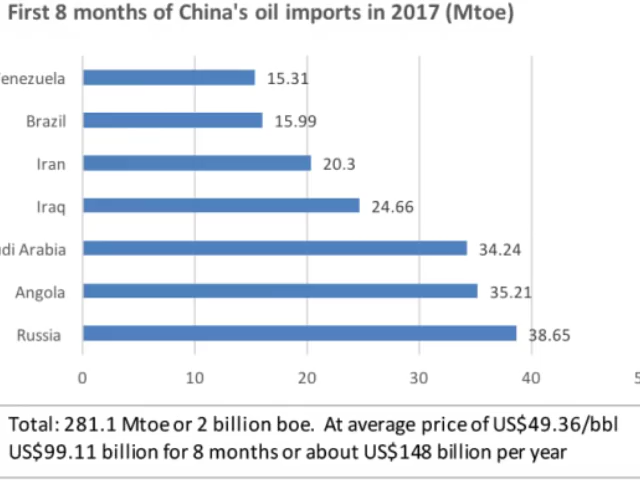 First 8 months of China's oil imports in 2017 (Mtoe)
enezuela 15.31
Brazil 15.99
Iran 20.3
Iraq 24.66
di Arabia 34.24
Angola 35.21
Russia 38.65
0 10 20 30 40
Total: 281.1 Mtoe or 2 billion boe. At average price of US$49.36/bbl
US$99.11 billion for 8 months or about US$148 billion per year